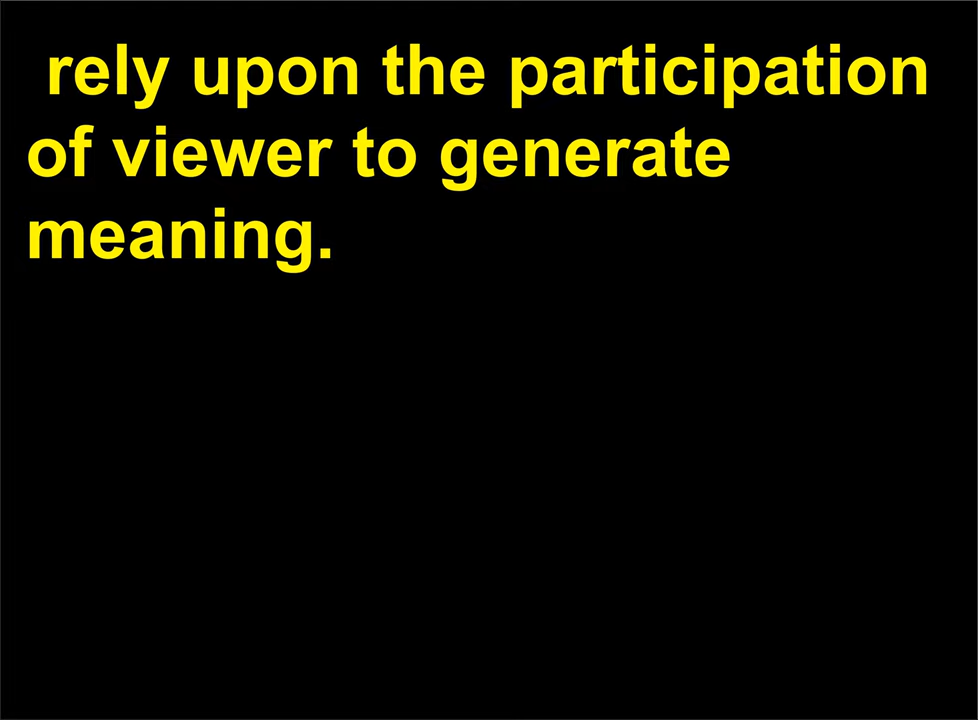 rely upon the participation
of viewer to generate
meaning.